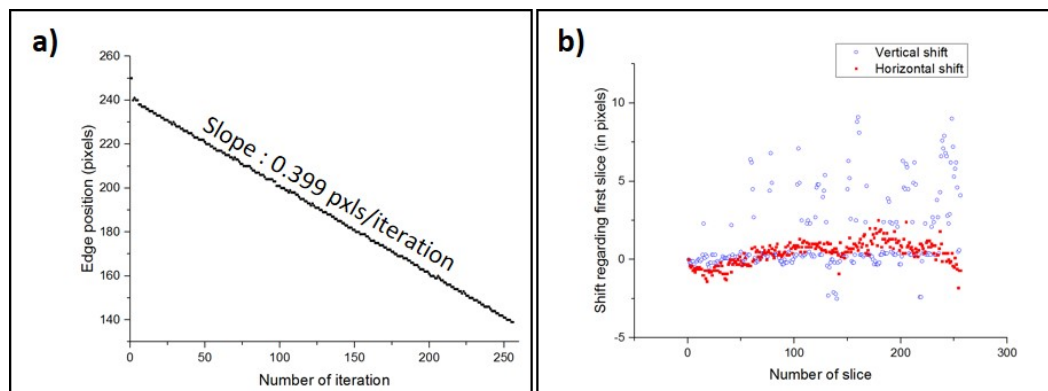 a)
260
240
220
200
180
160
140
Edge position (pixels)
Slope : 0.399 pxls/iteration
0
50
100
150
200
250
Number of iteration
b)
Vertical shift
Horizontal shift
10
5
0
-5
Shift regarding first slice (in pixels)
0
100
200
300
Number of slice